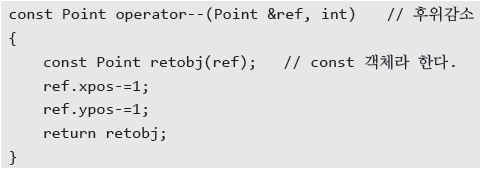 const Point operator--(Point &ref, int)   // 후위감소
{
    const Point retobj(ref);   // const 객체라 한다.
    ref.xpos-=1;
    ref.ypos-=1;
    return retobj;
}